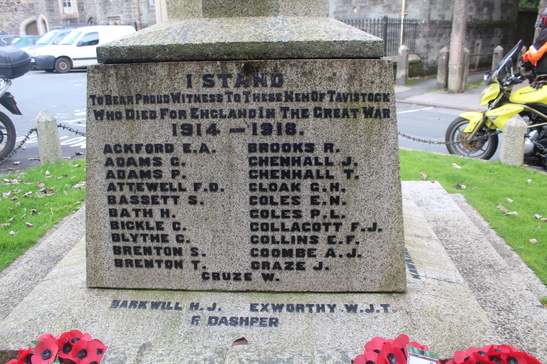 I STAND
TO BEAR PROUD WITNESS TO THESE MEN OF TAVISTOCK
WHO DIED FOR ENGLAND IN THE GREAT WAR
1914 — 1918.
ACKFORD E.A.
ADAMS G.
ADAMS P.
ATTEWELL F.O.
BASSETT S.
BATH H.
BICKLE C.
BLYTHE C.
BRENTON S.
BRENTON T.
BROOKS R.
CHENHALL J.
CHENHALL T.
CLOAK G.H.
COLES E.N.
COLES P.L.
COLLACOTT F.J.
COLLINS E.F.
COOMBE A.J.
CRAZE J.
CRUZE W.
BARKWILL H.J. EXWORTHY W.J.T.
F DASHPER